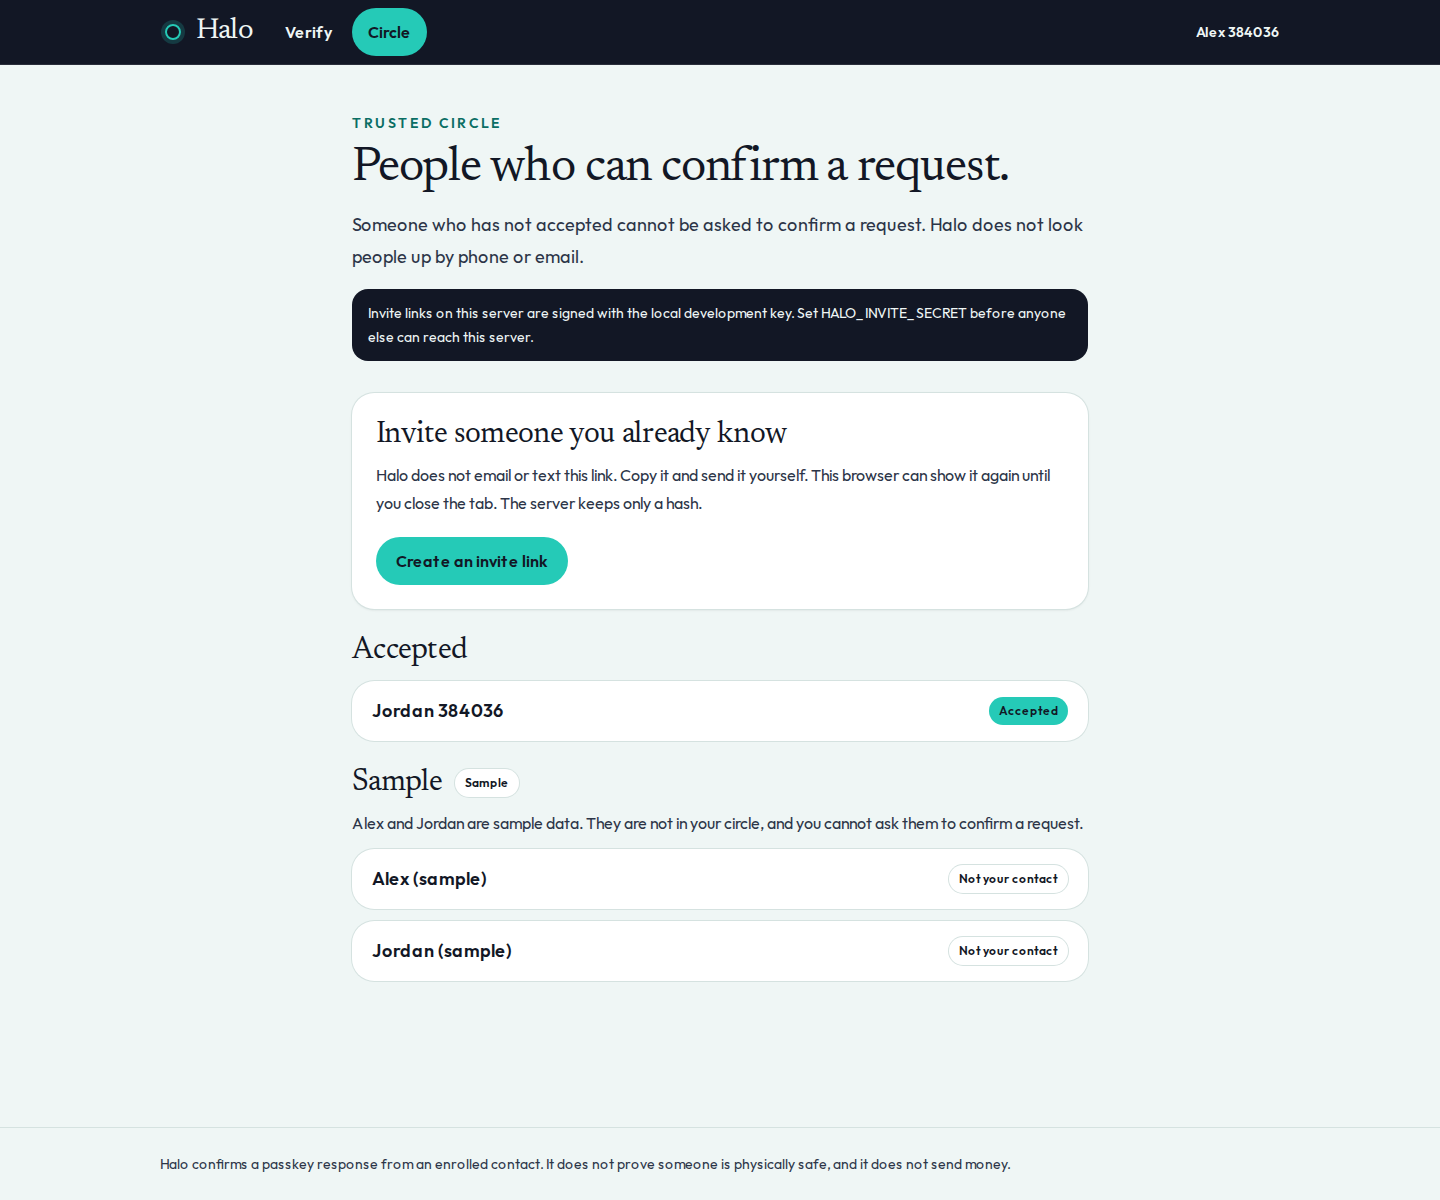 Halo
Verify
Circle
Alex 384036
TRUSTED CIRCLE
People who can confirm a request.
Someone who has not accepted cannot be asked to confirm a request. Halo does not look
people up by phone or email.
Invite links on this server are signed with the local development key. Set HALO_INVITE_SECRET before anyone
else can reach this server.
Invite someone you already know
Halo does not email or text this link. Copy it and send it yourself. This browser can show it again until
you close the tab. The server keeps only a hash.
Create an invite link
Accepted
Jordan 384036
Accepted
Sample
Sample
Alex and Jordan are sample data. They are not in your circle, and you cannot ask them to confirm a request.
Alex (sample)
Not your contact
Jordan (sample)
Not your contact
Halo confirms a passkey response from an enrolled contact. It does not prove someone is physically safe, and it does not send money.